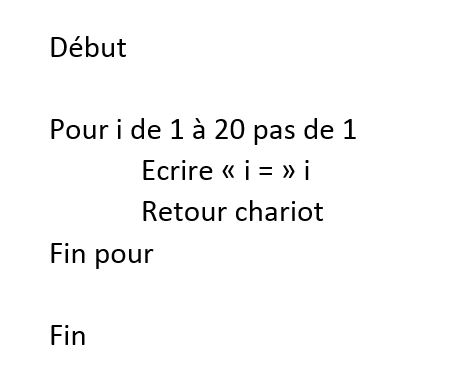 Début
Pour i de 1 à 20 pas de 1
Ecrire « i = » i
Retour chariot
Fin pour
Fin